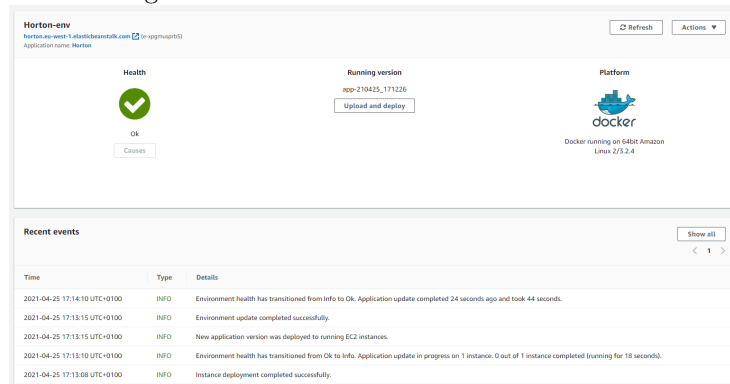 Horton-env
horton.eu-west-1.elasticbeanstalk.com (e-xpgmusprb5)
Application name: Horton
Refresh
Actions ▼
Health
Ok
Causes
Running version
app-210425_171226
Upload and deploy
Platform
docker
Docker running on 64bit Amazon
Linux 2/3.2.4
Recent events
Show all
< 1 >
Time Type Details
2021-04-25 17:14:10 UTC+0100 INFO Environment health has transitioned from Info to Ok. Application update completed 24 seconds ago and took 44 seconds.
2021-04-25 17:13:15 UTC+0100 INFO Environment update completed successfully.
2021-04-25 17:13:15 UTC+0100 INFO New application version was deployed to running EC2 instances.
2021-04-25 17:13:10 UTC+0100 INFO Environment health has transitioned from Ok to Info. Application update in progress on 1 instance. 0 out of 1 instance completed (running for 18 seconds).
2021-04-25 17:13:08 UTC+0100 INFO Instance deployment completed successfully.